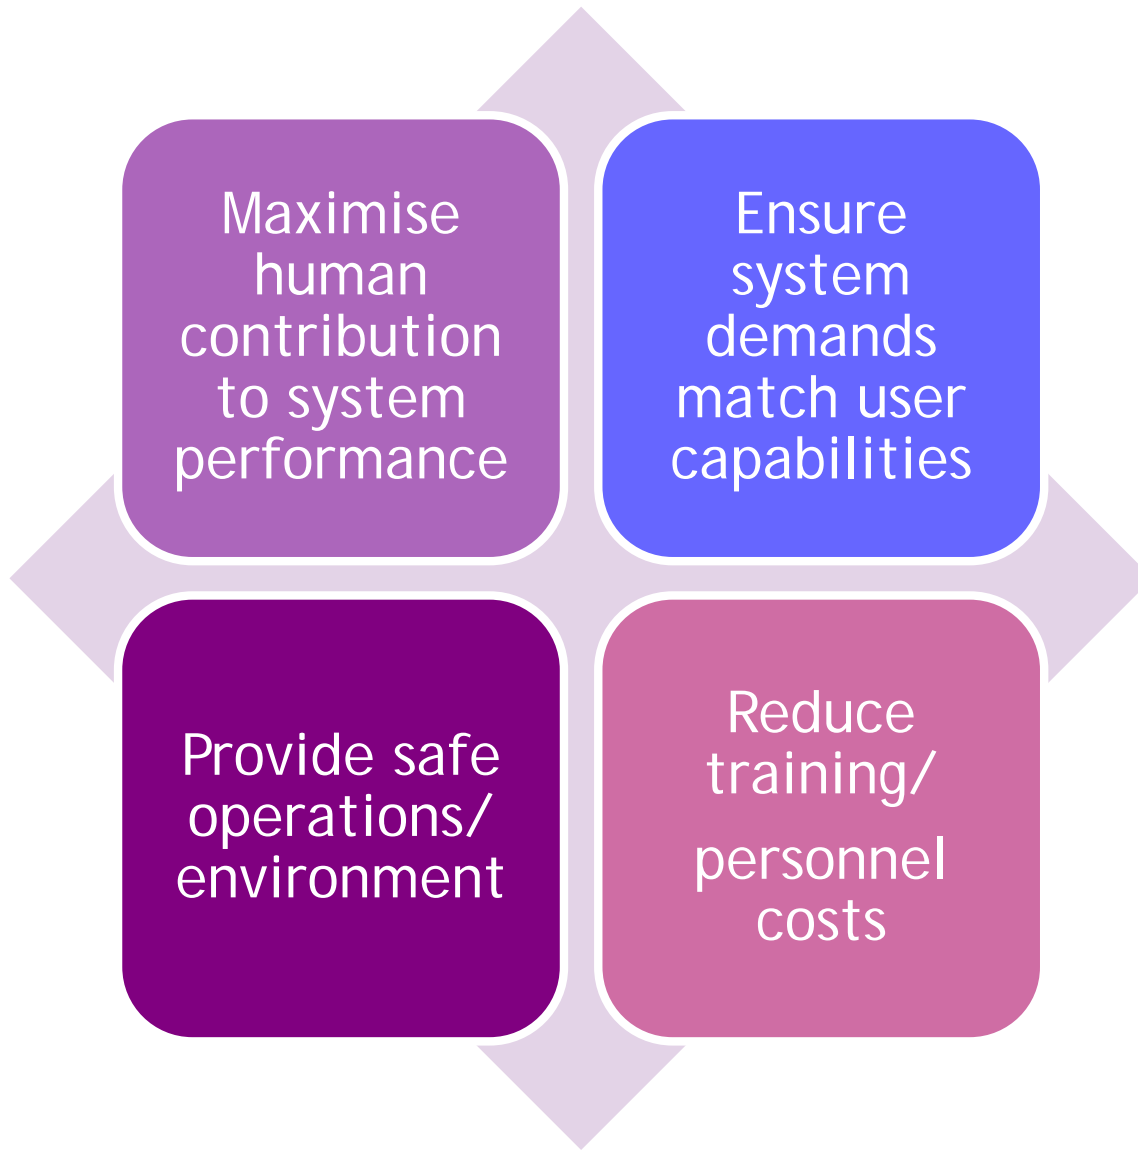 Maximise
human
contribution
to system
performance
Ensure
system
demands
match user
capabilities
Provide safe
operations/
environment
Reduce
training/
personnel
costs